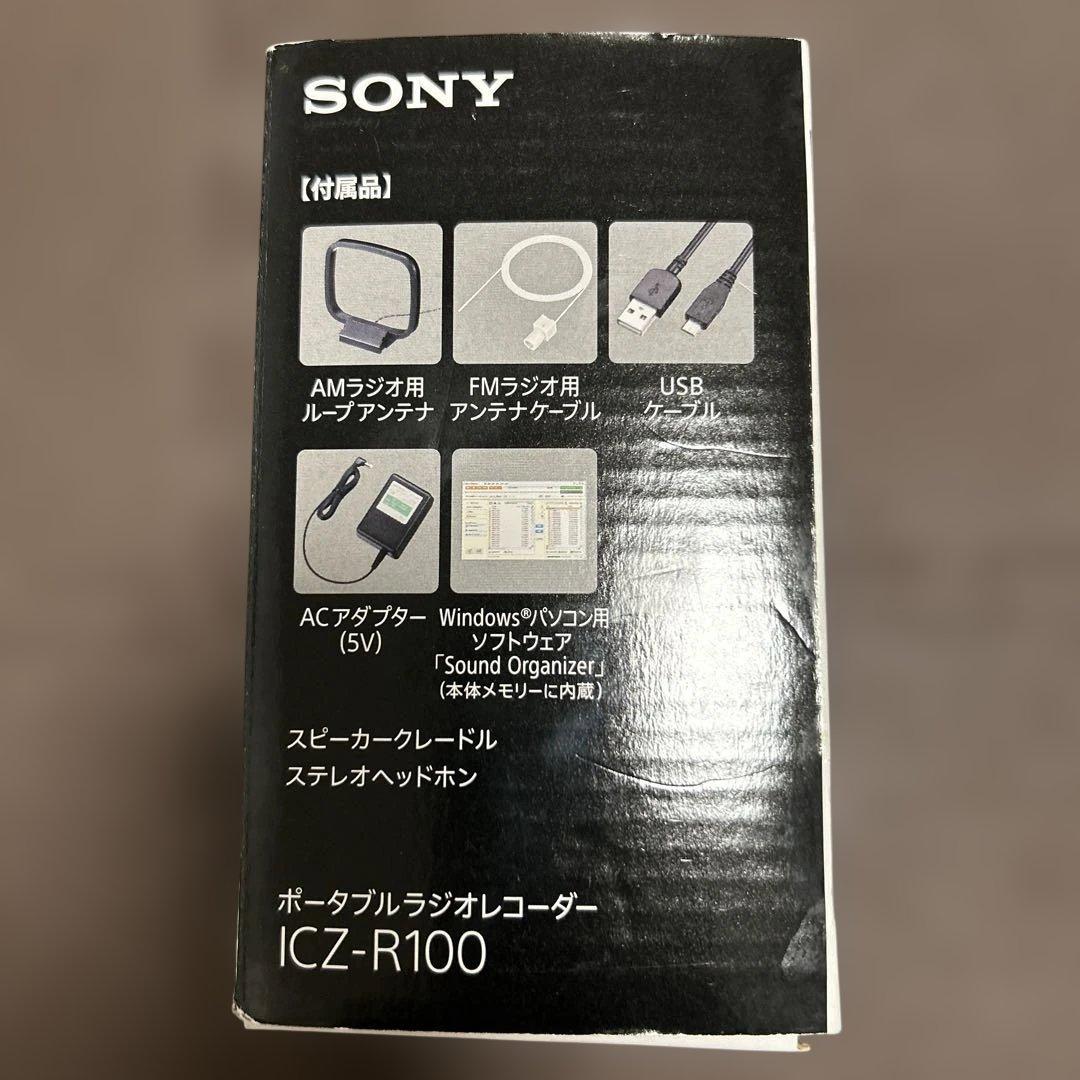 SONY
【付属品】
AMラジオ用
ループアンテナ
FMラジオ用
アンテナケーブル
USB
ケーブル
ACアダプター
(5V)
Windows®パソコン用
ソフトウェア
「Sound Organizer」
(本体メモリーに内蔵)
スピーカークレードル
ステレオヘッドホン
ポータブルラジオレコーダー
ICZ-R100